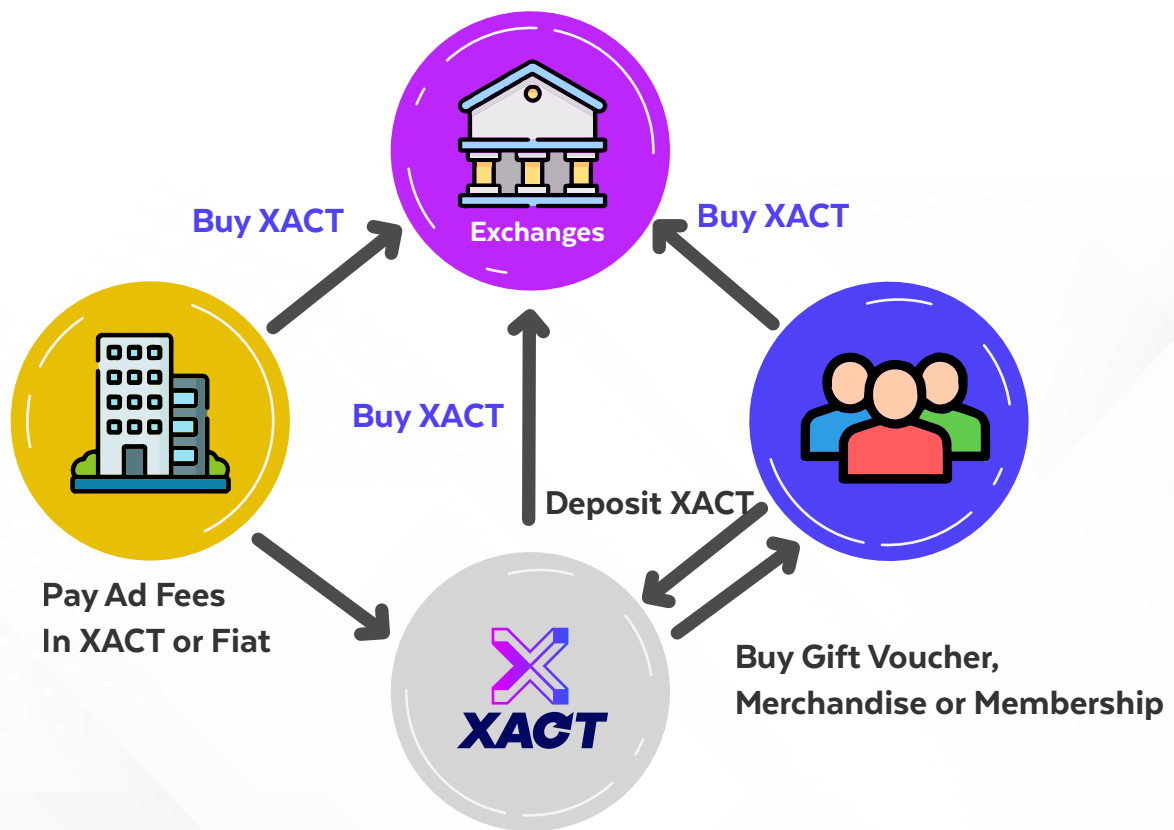 Exchanges
Buy XACT
Buy XACT
Buy XACT
Deposit XACT
Pay Ad Fees
In XACT or Fiat
XACT
Buy Gift Voucher,
Merchandise or Membership